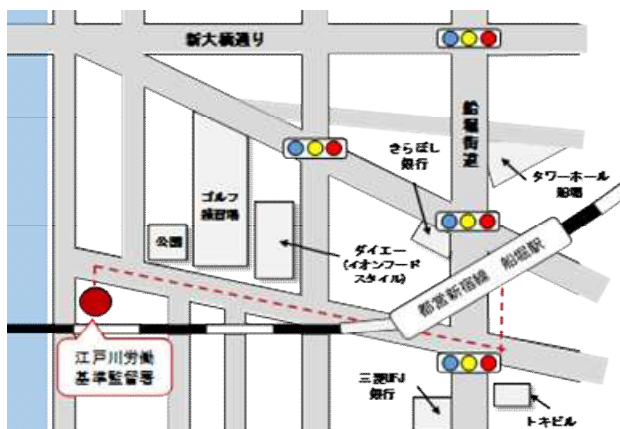 新大橋通り
船堀街道
きらぼし
銀行
タワーホール
船堀
ゴルフ
練習場
公園
ダイエー
(イオンフード
スタイル)
都営新宿線 船堀駅
江戸川労働
基準監督署
三菱UFJ
銀行
トキビル